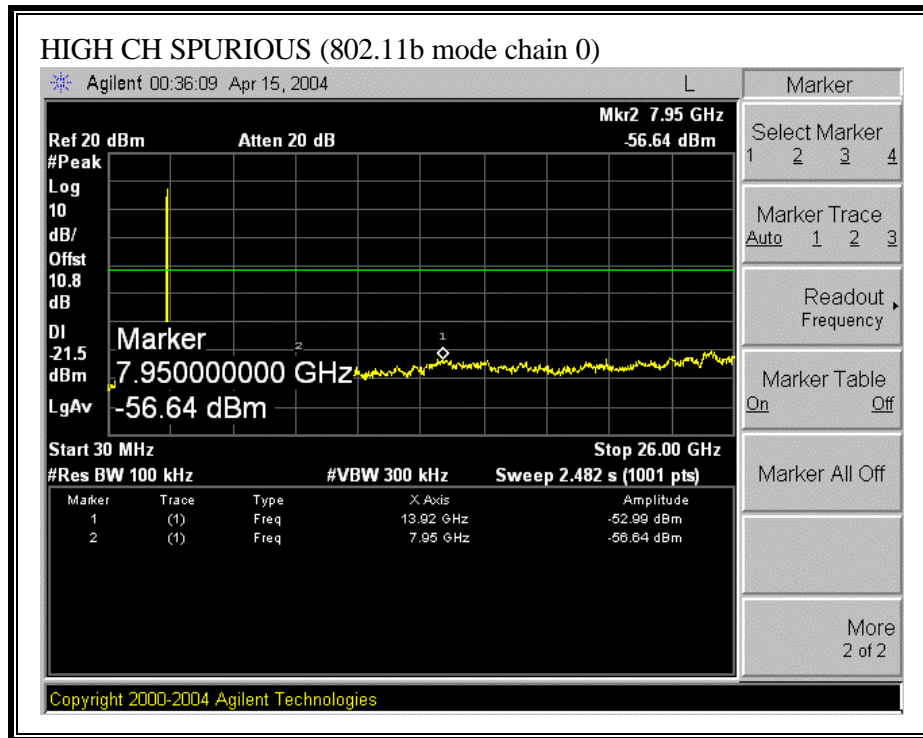 HIGH CH SPURIOUS (802.11b mode chain 0)
Agilent 00:36:09 Apr 15, 2004 L
Mkr2 7.95 GHz
Ref 20 dBm Atten 20 dB -56.64 dBm
#Peak
Log
10
dB/
Offst
10.8
dB
DI
-21.5
dBm
LgAv
1
2
Marker
7.950000000 GHz
-56.64 dBm
Start 30 MHz Stop 26.00 GHz
#Res BW 100 kHz #VBW 300 kHz Sweep 2.482 s (1001 pts)
Marker Trace Type X Axis Amplitude
1 (1) Freq 13.92 GHz -52.99 dBm
2 (1) Freq 7.95 GHz -56.64 dBm
Marker
Select Marker
1 2 3 4
Marker Trace
Auto 1 2 3
Readout
Frequency
Marker Table
On Off
Marker All Off
More
2 of 2
Copyright 2000-2004 Agilent Technologies